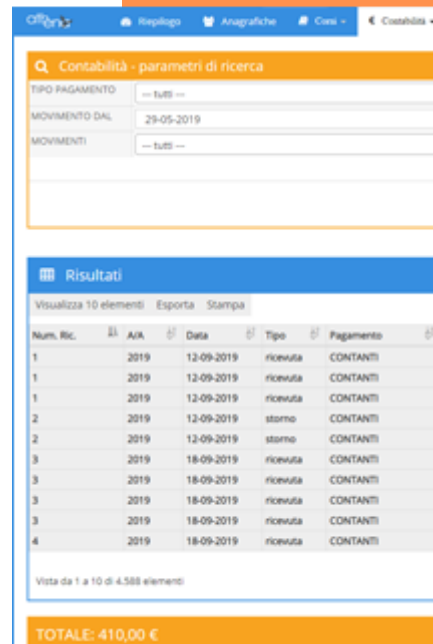 Riepilogo Anagrafiche Corsi € Contabilità
Contabilità - parametri di ricerca
TIPO PAGAMENTO --- tutti ---
MOVIMENTO DAL 29-05-2019
MOVIMENTI --- tutti ---
Risultati
Visualizza 10 elementi Esporta Stampa
Num. Ric. A/A Data Tipo Pagamento
1 2019 12-09-2019 ricevuta CONTANTI
1 2019 12-09-2019 ricevuta CONTANTI
1 2019 12-09-2019 ricevuta CONTANTI
2 2019 12-09-2019 storno CONTANTI
2 2019 12-09-2019 storno CONTANTI
3 2019 18-09-2019 ricevuta CONTANTI
3 2019 18-09-2019 ricevuta CONTANTI
3 2019 18-09-2019 ricevuta CONTANTI
3 2019 18-09-2019 ricevuta CONTANTI
4 2019 18-09-2019 ricevuta CONTANTI
Vista da 1 a 10 di 4.588 elementi
TOTALE: 410,00 €